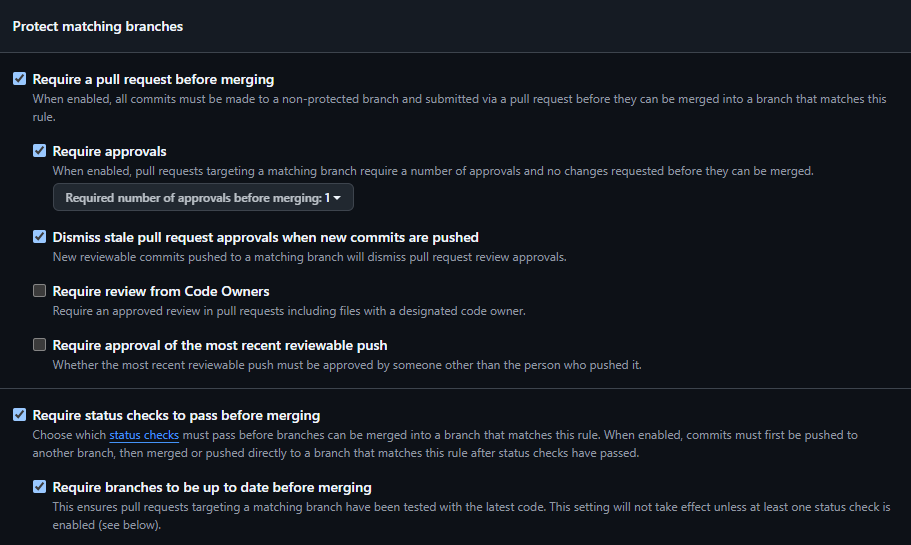 Protect matching branches
Require a pull request before merging
When enabled, all commits must be made to a non-protected branch and submitted via a pull request before they can be merged into a branch that matches this
rule.
Require approvals
When enabled, pull requests targeting a matching branch require a number of approvals and no changes requested before they can be merged.
Required number of approvals before merging: 1
Dismiss stale pull request approvals when new commits are pushed
New reviewable commits pushed to a matching branch will dismiss pull request review approvals.
Require review from Code Owners
Require an approved review in pull requests including files with a designated code owner.
Require approval of the most recent reviewable push
Whether the most recent reviewable push must be approved by someone other than the person who pushed it.
Require status checks to pass before merging
Choose which status checks must pass before branches can be merged into a branch that matches this rule. When enabled, commits must first be pushed to
another branch, then merged or pushed directly to a branch that matches this rule after status checks have passed.
Require branches to be up to date before merging
This ensures pull requests targeting a matching branch have been tested with the latest code. This setting will not take effect unless at least one status check is
enabled (see below).